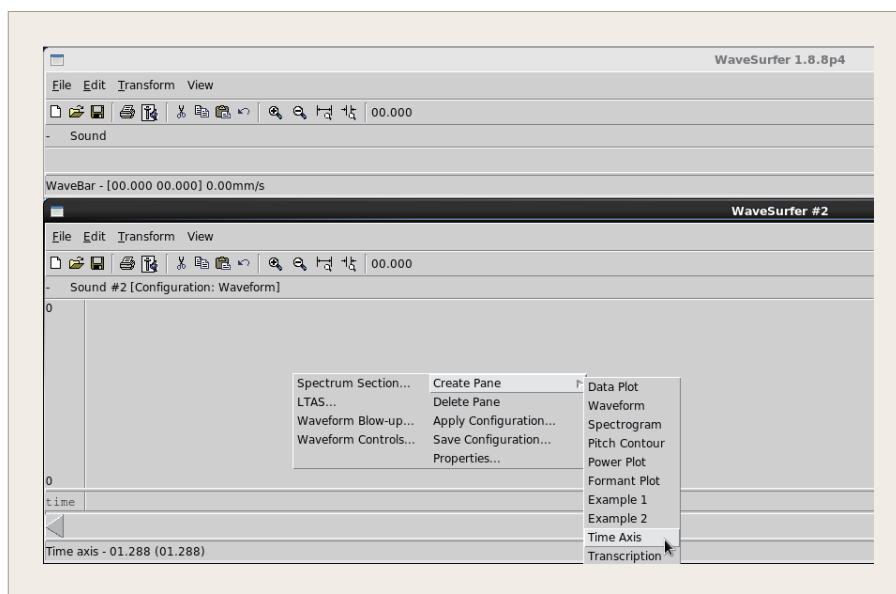 WaveSurfer 1.8.8p4
File Edit Transform View
00.000
- Sound
WaveBar - [00.000 00.000] 0.00mm/s
WaveSurfer #2
File Edit Transform View
00.000
- Sound #2 [Configuration: Waveform]
0
Spectrum Section...
LTAS...
Waveform Blow-up...
Waveform Controls...
Create Pane
Delete Pane
Apply Configuration...
Save Configuration...
Properties...
Data Plot
Waveform
Spectrogram
Pitch Contour
Power Plot
Formant Plot
Example 1
Example 2
Time Axis
Transcription
0
time
Time axis - 01.288 (01.288)